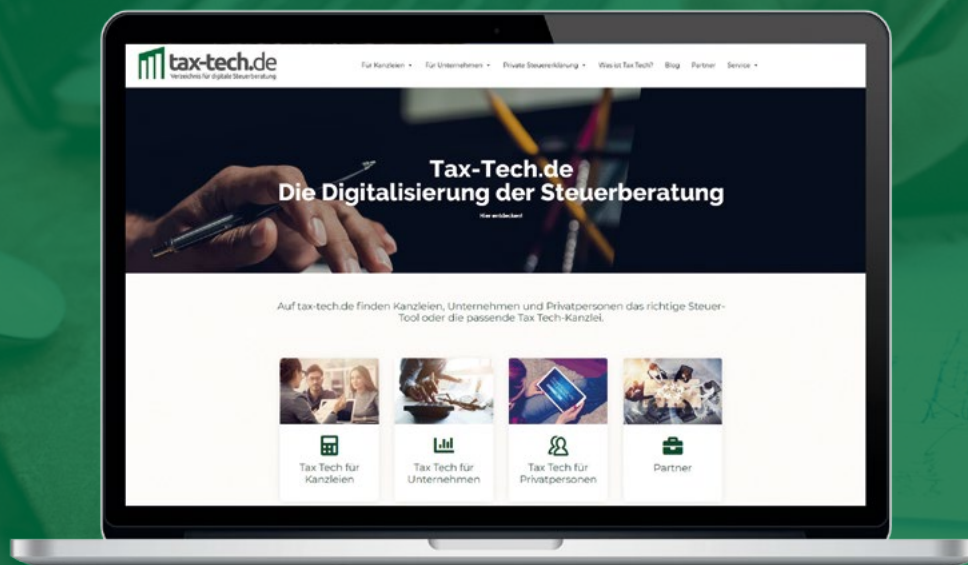 tax-tech.de
Verzeichnis für digitale Steuerberatung
Für Kanzleien
Für Unternehmen
Private Steuererklärung
Was ist Tax Tech?
Blog
Partner
Service
Tax-Tech.de
Die Digitalisierung der Steuerberatung
Hier entdecken!
Auf tax-tech.de finden Kanzleien, Unternehmen und Privatpersonen das richtige Steuer-
Tool oder die passende Tax Tech-Kanzlei.
Tax Tech für
Kanzleien
Tax Tech für
Unternehmen
Tax Tech für
Privatpersonen
Partner